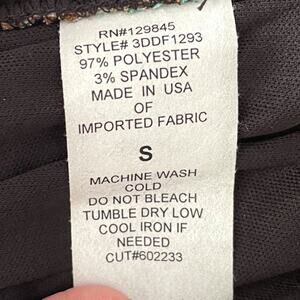 RN#129845
STYLE# 3DDF1293
97% POLYESTER
3% SPANDEX
MADE IN USA
OF
IMPORTED FABRIC
S
MACHINE WASH
COLD
DO NOT BLEACH
TUMBLE DRY LOW
COOL IRON IF
NEEDED
CUT#602233